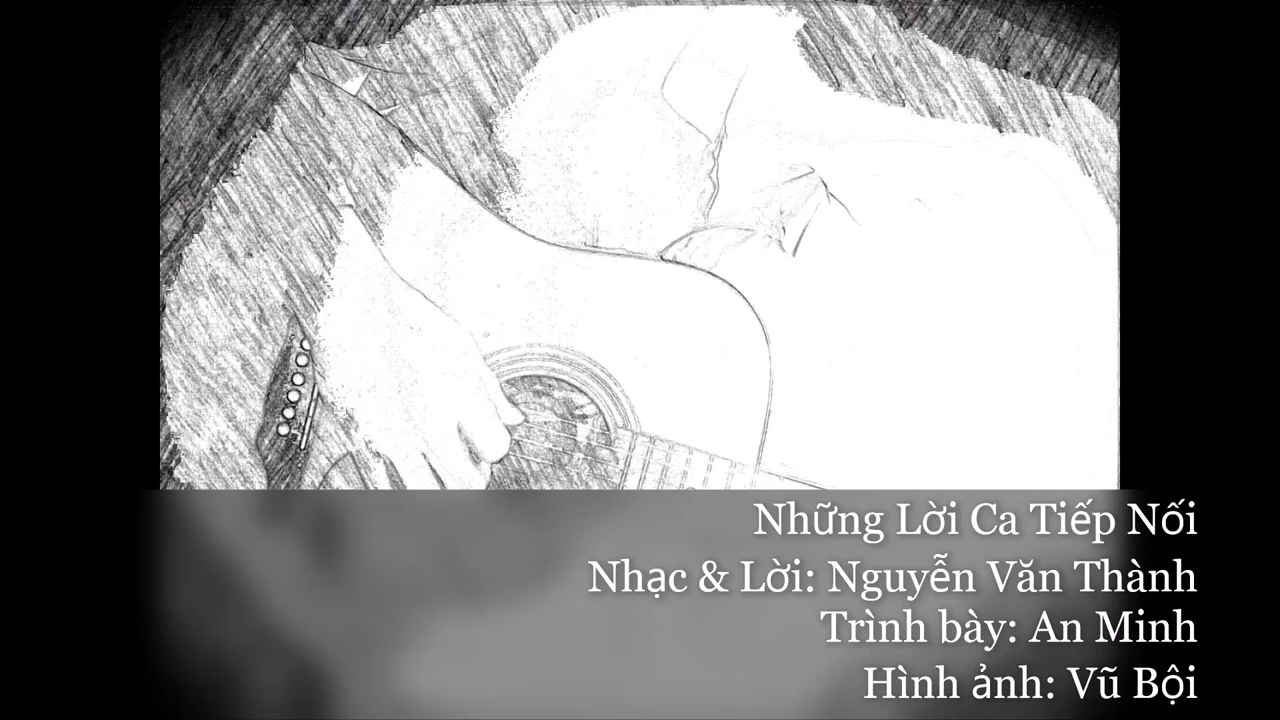 Những Lời Ca Tiếp Nối
Nhạc & Lời: Nguyễn Văn Thành
Trình bày: An Minh
Hình ảnh: Vũ Bội